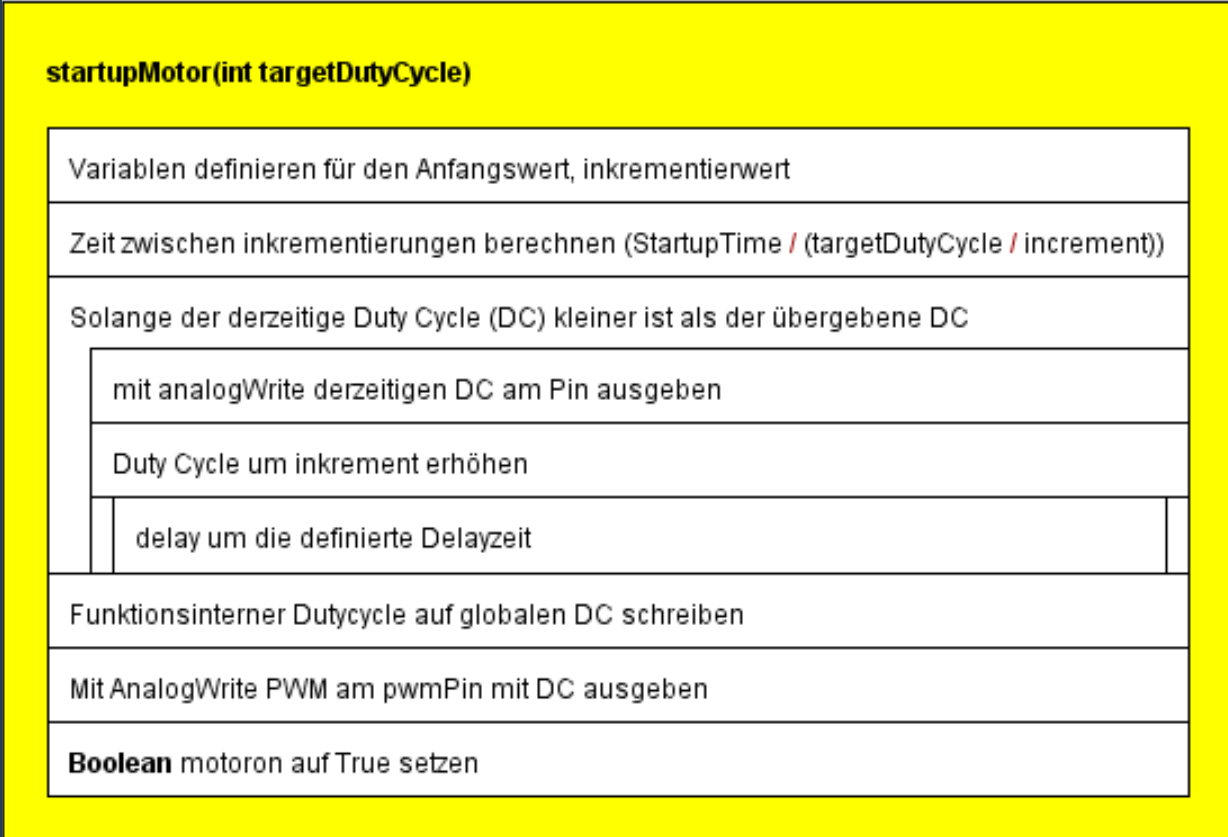 startupMotor(int targetDutyCycle)
Variablen definieren für den Anfangswert, inkrementierwert
Zeit zwischen inkrementierungen berechnen (StartupTime / (targetDutyCycle / increment))
Solange der derzeitige Duty Cycle (DC) kleiner ist als der übergebene DC
mit analogWrite derzeitigen DC am Pin ausgeben
Duty Cycle um inkrement erhöhen
delay um die definierte Delayzeit
Funktionsinterner Dutycycle auf globalen DC schreiben
Mit AnalogWrite PWM am pwmPin mit DC ausgeben
Boolean motoron auf True setzen